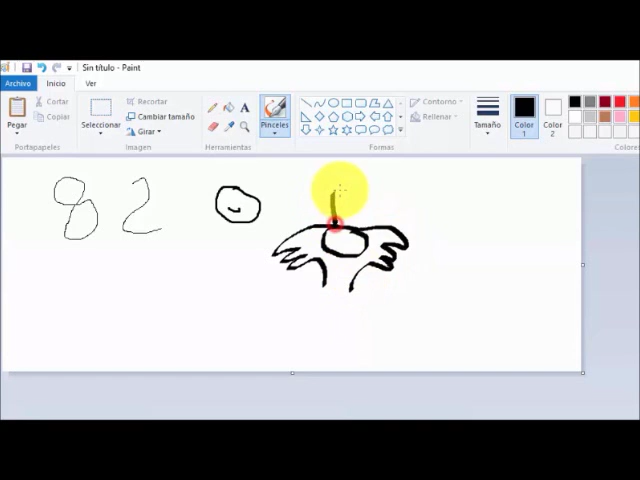 Sin título - Paint
Archivo Inicio Ver
Pegar
Cortar
Copiar
Portapapeles
Seleccionar
Recortar
Cambiar tamaño
Girar
Imagen
A
Herramientas
Pinceles
Contorno
Rellenar
Formas
Tamaño
Color
1
Color
2
Colores
82